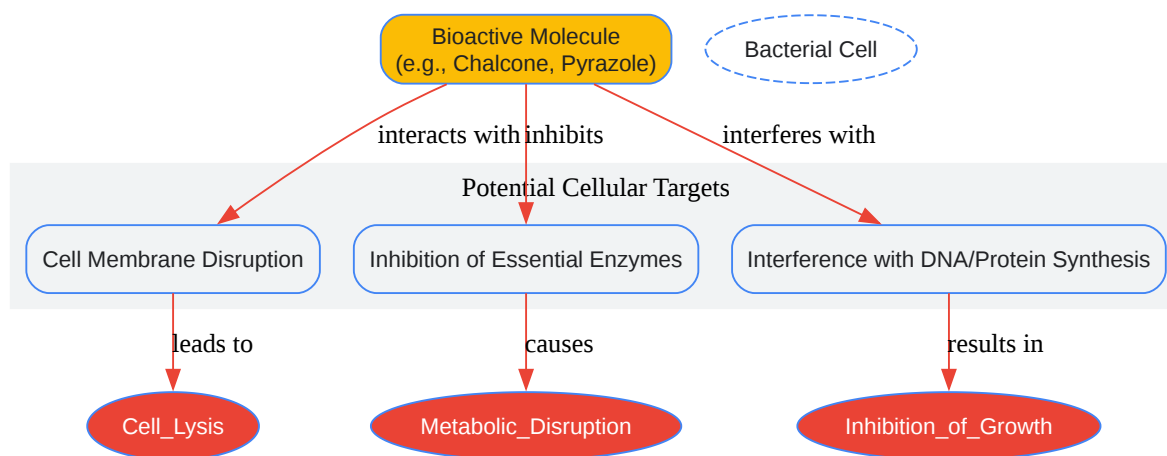 Bioactive Molecule
(e.g., Chalcone, Pyrazole)
Bacterial Cell
interacts with
inhibits
interferes with
Potential Cellular Targets
Cell Membrane Disruption
Inhibition of Essential Enzymes
Interference with DNA/Protein Synthesis
leads to
causes
results in
Cell_Lysis
Metabolic_Disruption
Inhibition_of_Growth